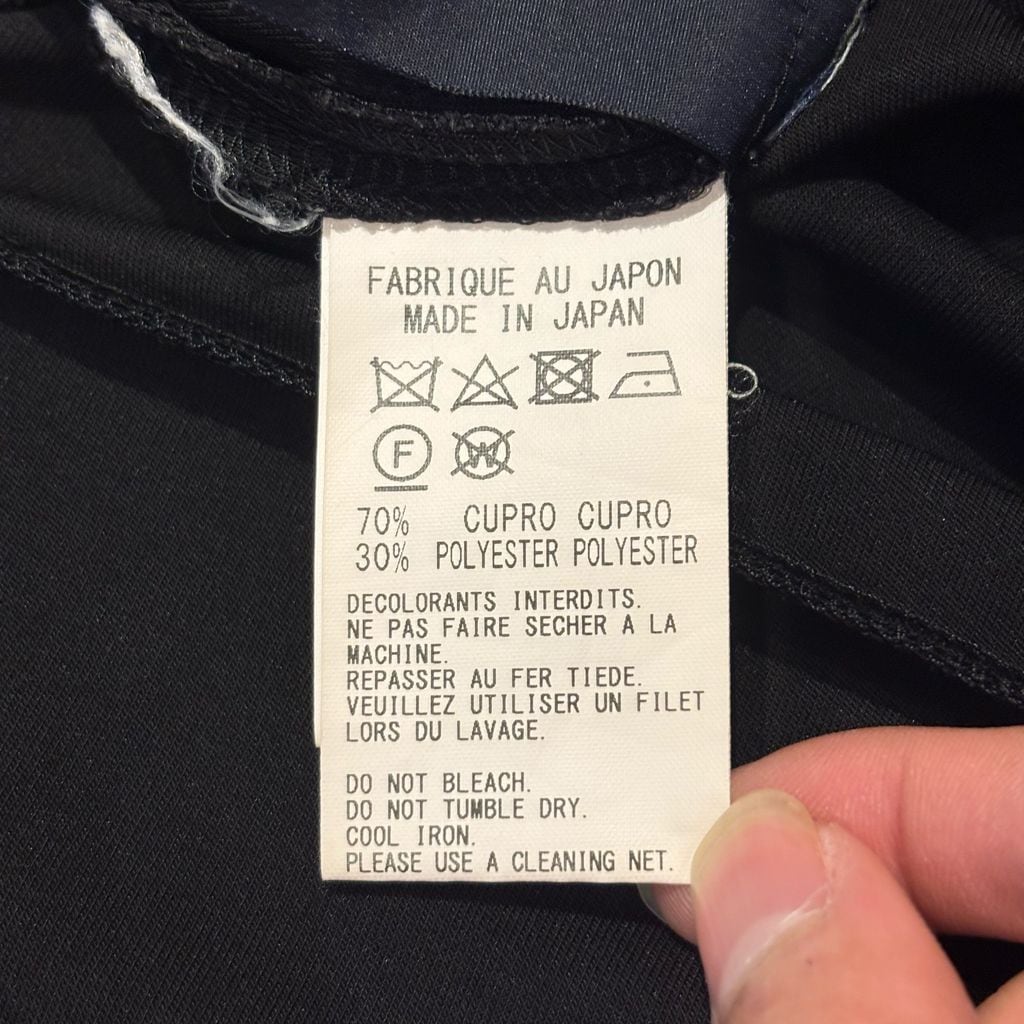 FABRIQUE AU JAPON
MADE IN JAPAN
F W
70% CUPRO CUPRO
30% POLYESTER POLYESTER
DECOLORANTS INTERDITS.
NE PAS FAIRE SECHER A LA
MACHINE.
REPASSER AU FER TIEDE.
VEUILLEZ UTILISER UN FILET
LORS DU LAVAGE.
DO NOT BLEACH.
DO NOT TUMBLE DRY.
COOL IRON.
PLEASE USE A CLEANING NET.